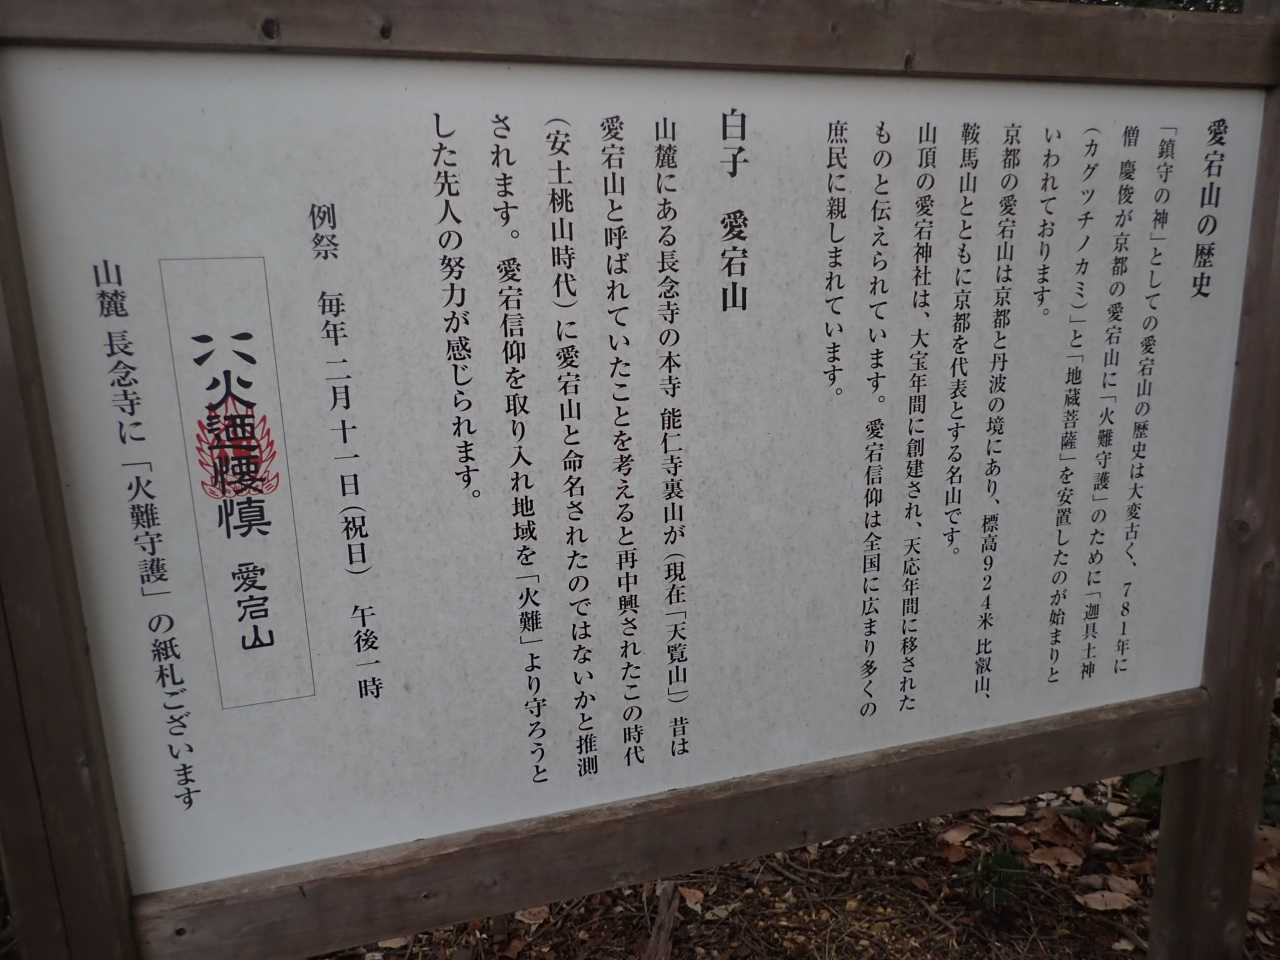 愛宕山の歴史
「鎮守の神」としての愛宕山の歴史は大変古く、781年に
僧 慶俊が京都の愛宕山に「火難守護」のために「迦具土神
（カグツチノカミ）」と「地蔵菩薩」を安置したのが始まりと
いわれております。
京都の愛宕山は京都と丹波の境にあり、標高924米 比叡山、
鞍馬山とともに京都を代表とする名山です。
山頂の愛宕神社は、大宝年間に創建され、天応年間に移された
ものと伝えられています。愛宕信仰は全国に広まり多くの
庶民に親しまれています。
白子 愛宕山
山麓にある長念寺の本寺 能仁寺裏山が（現在「天覧山」）昔は
愛宕山と呼ばれていたことを考えると再中興されたこの時代
（安土桃山時代）に愛宕山と命名されたのではないかと推測
されます。愛宕信仰を取り入れ地域を「火難」より守ろうと
した先人の努力が感じられます。
例祭 毎年 二月十一日（祝日） 午後一時
火迺要慎 愛宕山
山麓 長念寺に「火難守護」の紙札ございます